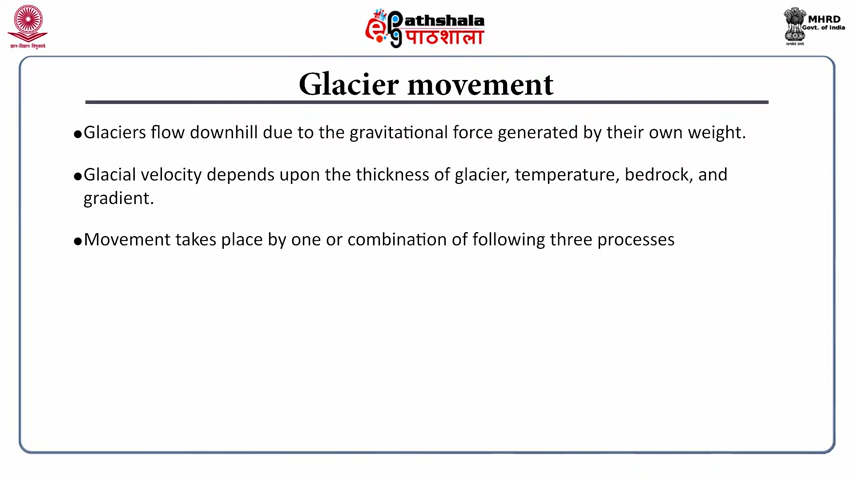 ज्ञान-विज्ञान विमुक्तये
ePathshala
पाठशाला
MHRD
Govt. of India
Glacier movement
●Glaciers flow downhill due to the gravitational force generated by their own weight.
●Glacial velocity depends upon the thickness of glacier, temperature, bedrock, and
gradient.
●Movement takes place by one or combination of following three processes